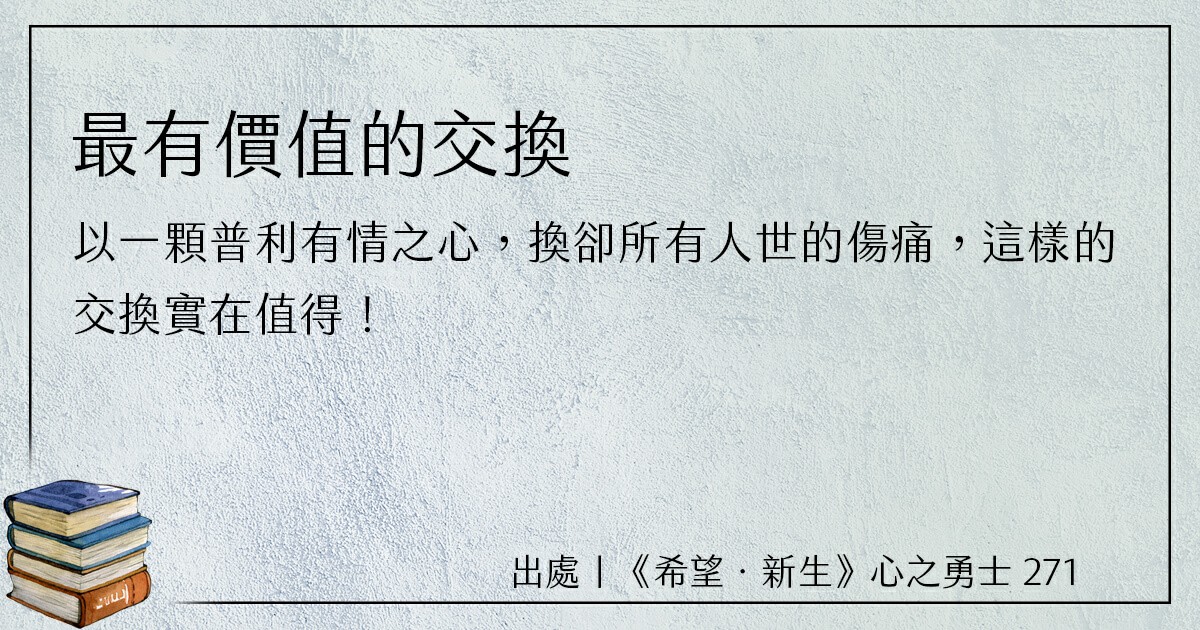 最有價值的交換
以一顆普利有情之心，換卻所有人世的傷痛，這樣的
交換實在值得！
出處｜《希望．新生》心之勇士 271